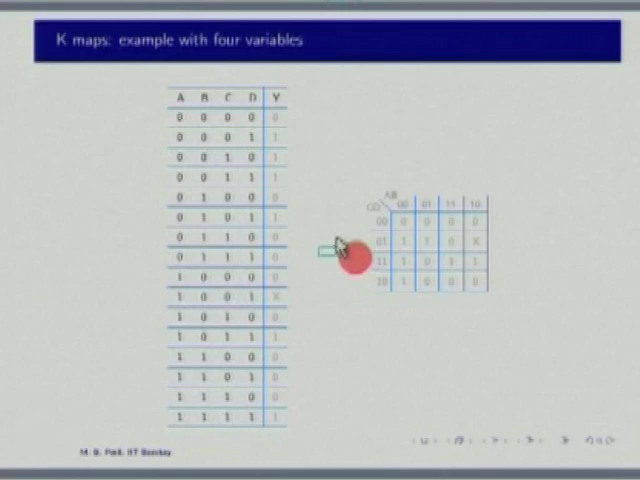 K maps: example with four variables
A B C D Y
0 0 0 0 0
0 0 0 1 1
0 0 1 0 1
0 0 1 1 1
0 1 0 0 0
0 1 0 1 1
0 1 1 0 0
0 1 1 1 0
1 0 0 0 0
1 0 0 1 X
1 0 1 0 0
1 0 1 1 1
1 1 0 0 0
1 1 0 1 0
1 1 1 0 0
1 1 1 1 1
AB
CD 00 01 11 10
00 0 0 0 0
01 1 1 0 X
11 1 0 1 1
10 1 0 0 0
M. B. Patil, IIT Bombay